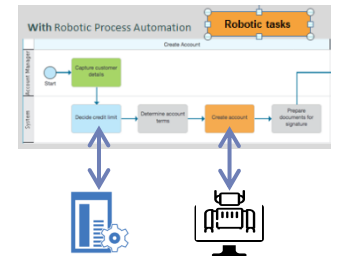 With Robotic Process Automation
Robotic tasks
Create Account
Account Manager
Capture customer
details
Start
System
Decide credit limit
Determine account
terms
Create account
Prepare
documents for
signature